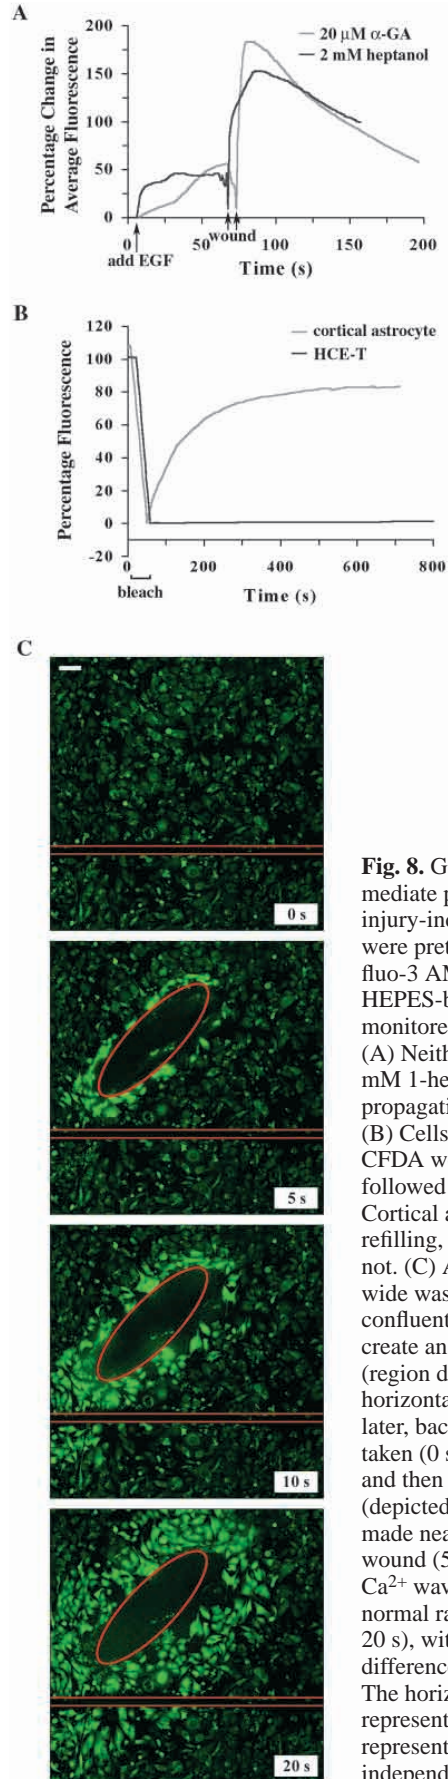 A
Percentage Change in
Average Fluorescence
200
150
100
50
0
20 μM α-GA
2 mM heptanol
0
50
100
150
200
wound
add EGF
Time (s)
B
Percentage Fluorescence
120
100
80
60
40
20
0
-20
cortical astrocyte
HCE-T
0
200
400
600
800
bleach
Time (s)
C
0 s
5 s
10 s
20 s
Fig. 8. G
mediate p
injury-inc
were pret
fluo-3 AM
HEPES-b
monitore
(A) Neith
mM 1-he
propagati
(B) Cells
CFDA w
followed
Cortical a
refilling,
not. (C) A
wide was
confluent
create an
(region d
horizonta
later, bac
taken (0 s
and then
(depicted
made nea
wound (5
Ca2+ wav
normal ra
20 s), wit
difference
The horiz
represent
represent
independ